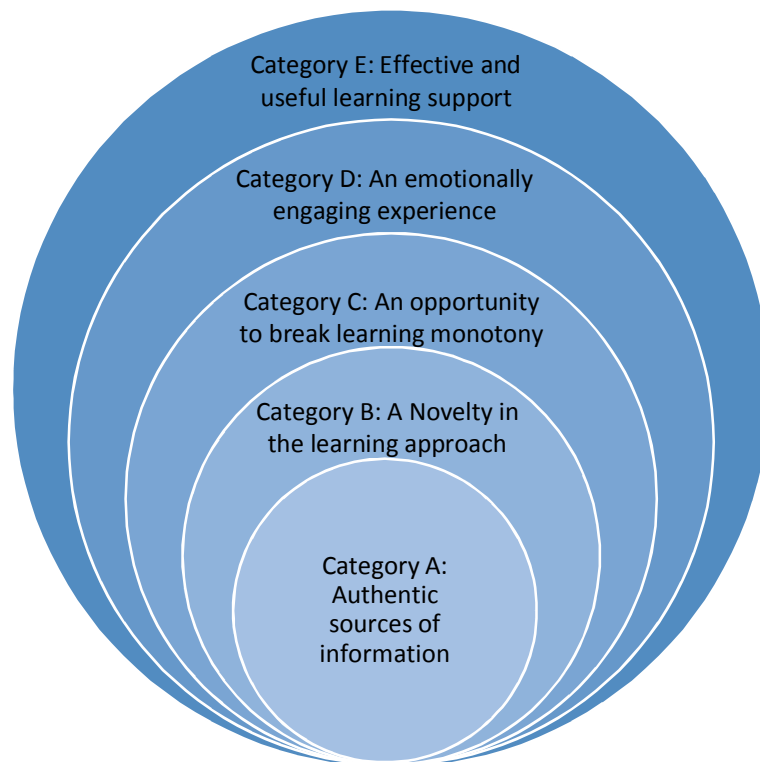 Category E: Effective and
useful learning support
Category D: An emotionally
engaging experience
Category C: An opportunity
to break learning monotony
Category B: A Novelty in
the learning approach
Category A:
Authentic
sources of
information